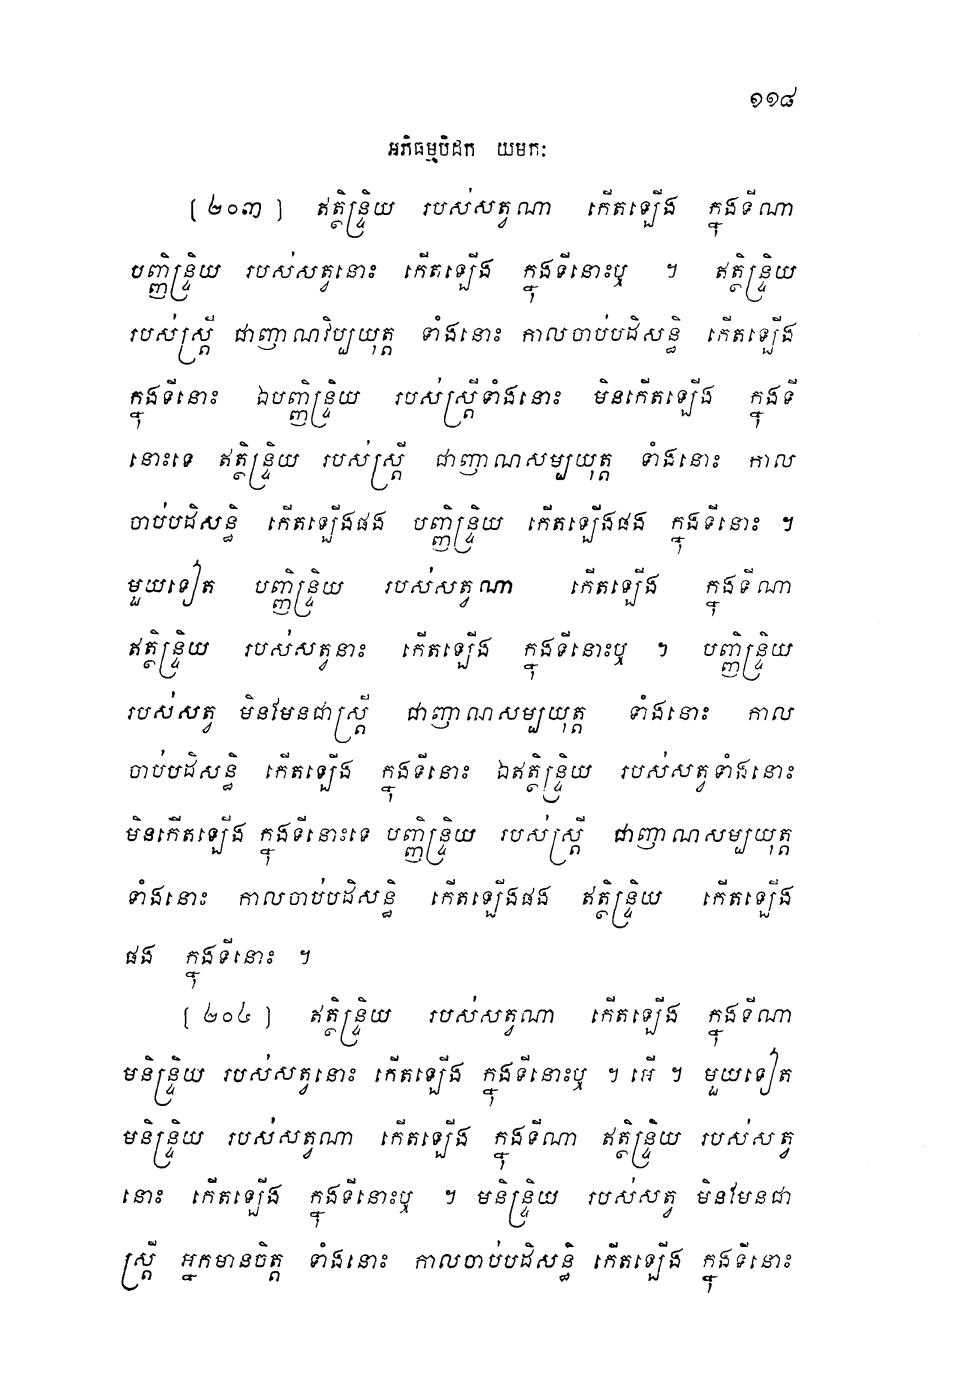 ១១៨
អភិធម្មបិដក យមកៈ
[២០៣] ឥត្ថិន្ទ្រិយ របស់សត្វណា កើតឡើង ក្នុងទីណា
បញ្ញិន្ទ្រិយ របស់សត្វនោះ កើតឡើង ក្នុងទីនោះឬ ។ ឥត្ថិន្ទ្រិយ
របស់ស្ត្រី ជាញាណវិប្បយុត្ត ទាំងនោះ កាលចាប់បដិសន្ធិ កើតឡើង
ក្នុងទីនោះ ឯបញ្ញិន្ទ្រិយ របស់ស្ត្រីទាំងនោះ មិនកើតឡើង ក្នុងទី
នោះទេ ឥត្ថិន្ទ្រិយ របស់ស្ត្រី ជាញាណសម្បយុត្ត ទាំងនោះ កាល
ចាប់បដិសន្ធិ កើតឡើងផង បញ្ញិន្ទ្រិយ កើតឡើងផង ក្នុងទីនោះ ។
មួយទៀត បញ្ញិន្ទ្រិយ របស់សត្វណា កើតឡើង ក្នុងទីណា
ឥត្ថិន្ទ្រិយ របស់សត្វនោះ កើតឡើង ក្នុងទីនោះឬ ។ បញ្ញិន្ទ្រិយ
របស់សត្វ មិនមែនជាស្ត្រី ជាញាណសម្បយុត្ត ទាំងនោះ កាល
ចាប់បដិសន្ធិ កើតឡើង ក្នុងទីនោះ ឯឥត្ថិន្ទ្រិយ របស់សត្វទាំងនោះ
មិនកើតឡើង ក្នុងទីនោះទេ បញ្ញិន្ទ្រិយ របស់ស្ត្រី ជាញាណសម្បយុត្ត
ទាំងនោះ កាលចាប់បដិសន្ធិ កើតឡើងផង ឥត្ថិន្ទ្រិយ កើតឡើង
ផង ក្នុងទីនោះ ។
[២០៤] ឥត្ថិន្ទ្រិយ របស់សត្វណា កើតឡើង ក្នុងទីណា
មនិន្ទ្រិយ របស់សត្វនោះ កើតឡើង ក្នុងទីនោះឬ ។ អើ ។ មួយទៀត
មនិន្ទ្រិយ របស់សត្វណា កើតឡើង ក្នុងទីណា ឥត្ថិន្ទ្រិយ របស់សត្វ
នោះ កើតឡើង ក្នុងទីនោះឬ ។ មនិន្ទ្រិយ របស់សត្វ មិនមែនជា
ស្ត្រី អ្នកមានចិត្ត ទាំងនោះ កាលចាប់បដិសន្ធិ កើតឡើង ក្នុងទីនោះ